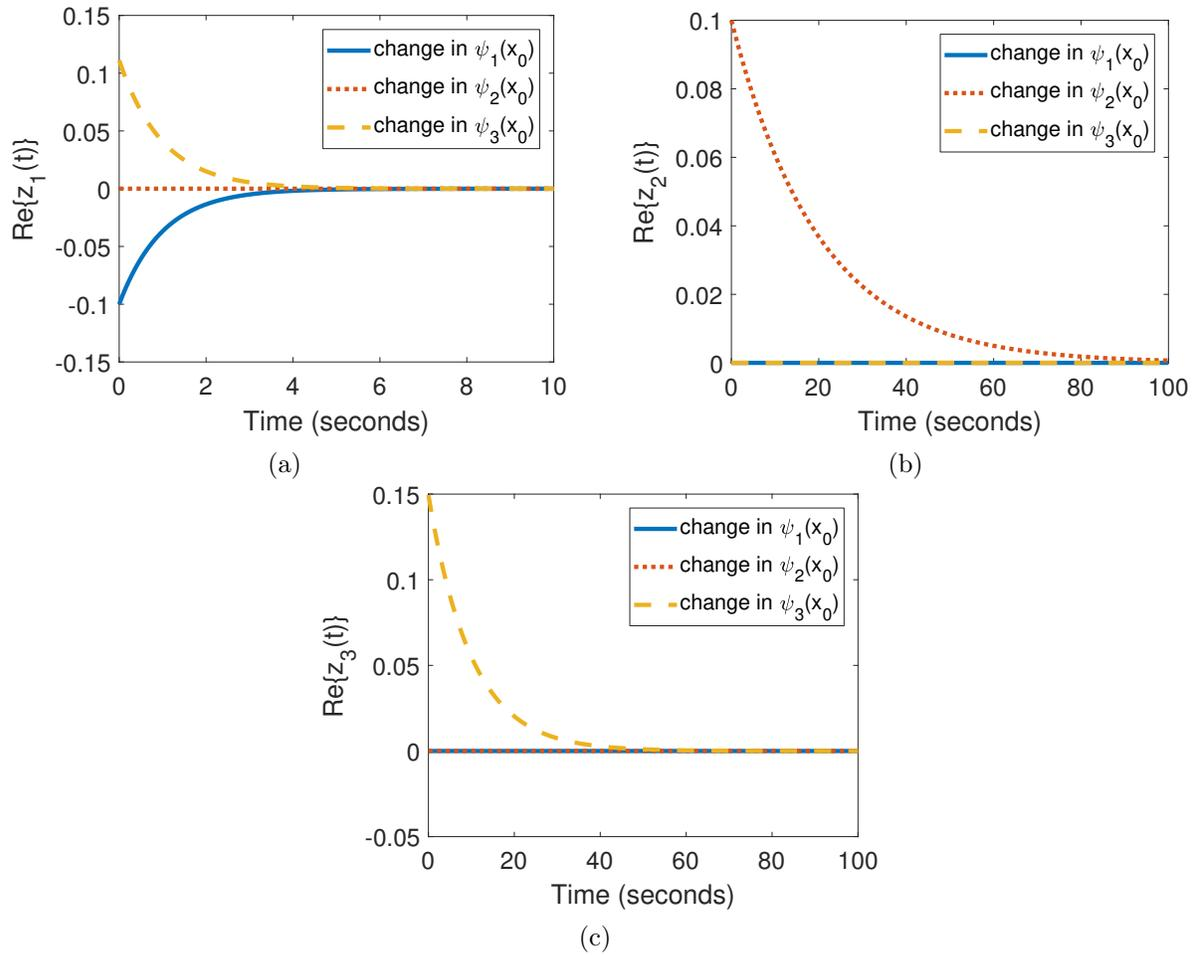 0.15
0.1
0.05
0
-0.05
-0.1
-0.15
Re{z1(t)}
change in ψ1(x0)
change in ψ2(x0)
change in ψ3(x0)
0 2 4 6 8 10
Time (seconds)
(a)
0.1
0.08
0.06
0.04
0.02
0
Re{z2(t)}
change in ψ1(x0)
change in ψ2(x0)
change in ψ3(x0)
0 20 40 60 80 100
Time (seconds)
(b)
0.15
0.1
0.05
0
-0.05
Re{z3(t)}
change in ψ1(x0)
change in ψ2(x0)
change in ψ3(x0)
0 20 40 60 80 100
Time (seconds)
(c)